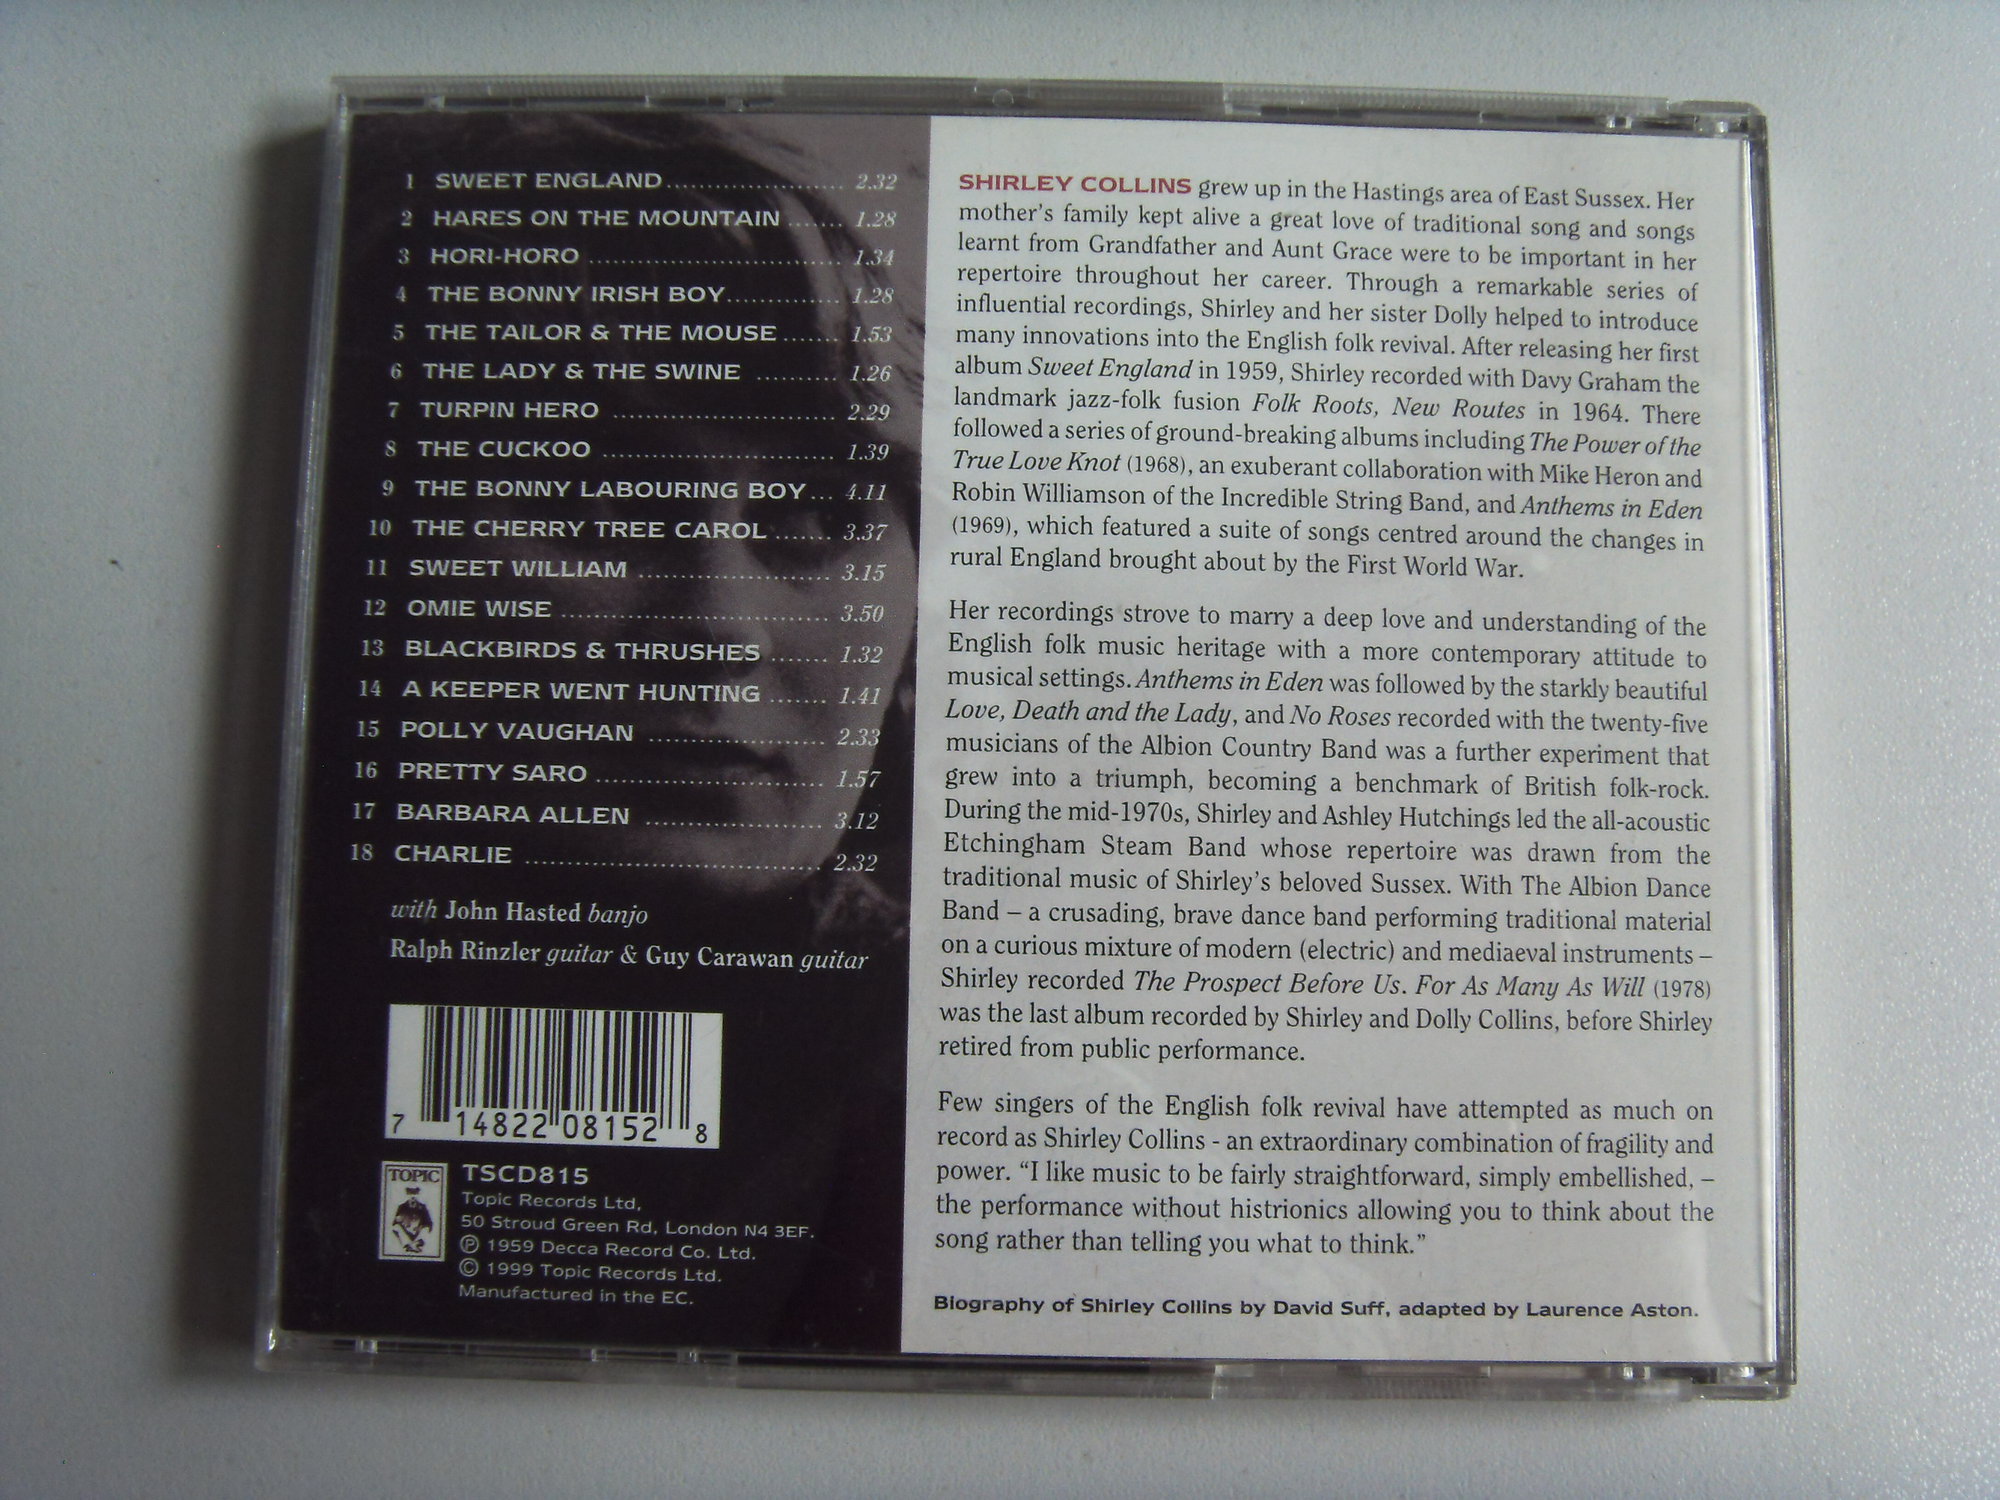 1 SWEET ENGLAND.................... 2.32
2 HARES ON THE MOUNTAIN ....... 1.28
3 HORI-HORO ............................... 1.34
4 THE BONNY IRISH BOY.............. 1.28
5 THE TAILOR & THE MOUSE ....... 1.53
6 THE LADY & THE SWINE .......... 1.26
7 TURPIN HERO ........................... 2.29
8 THE CUCKOO ............................ 1.39
9 THE BONNY LABOURING BOY ... 4.11
10 THE CHERRY TREE CAROL ....... 3.37
11 SWEET WILLIAM ....................... 3.15
12 OMIE WISE ................................ 3.50
13 BLACKBIRDS & THRUSHES ....... 1.32
14 A KEEPER WENT HUNTING ....... 1.41
15 POLLY VAUGHAN ..................... 2.33
16 PRETTY SARO ........................... 1.57
17 BARBARA ALLEN ..................... 3.12
18 CHARLIE ................................... 2.32
with John Hasted banjo
Ralph Rinzler guitar & Guy Carawan guitar
7 14822 08152 8
TOPIC
TSCD815
Topic Records Ltd,
50 Stroud Green Rd, London N4 3EF.
℗ 1959 Decca Record Co. Ltd.
© 1999 Topic Records Ltd.
Manufactured in the EC.
SHIRLEY COLLINS grew up in the Hastings area of East Sussex. Her
mother's family kept alive a great love of traditional song and songs
learnt from Grandfather and Aunt Grace were to be important in her
repertoire throughout her career. Through a remarkable series of
influential recordings, Shirley and her sister Dolly helped to introduce
many innovations into the English folk revival. After releasing her first
album Sweet England in 1959, Shirley recorded with Davy Graham the
landmark jazz-folk fusion Folk Roots, New Routes in 1964. There
followed a series of ground-breaking albums including The Power of the
True Love Knot (1968), an exuberant collaboration with Mike Heron and
Robin Williamson of the Incredible String Band, and Anthems in Eden
(1969), which featured a suite of songs centred around the changes in
rural England brought about by the First World War.
Her recordings strove to marry a deep love and understanding of the
English folk music heritage with a more contemporary attitude to
musical settings. Anthems in Eden was followed by the starkly beautiful
Love, Death and the Lady, and No Roses recorded with the twenty-five
musicians of the Albion Country Band was a further experiment that
grew into a triumph, becoming a benchmark of British folk-rock.
During the mid-1970s, Shirley and Ashley Hutchings led the all-acoustic
Etchingham Steam Band whose repertoire was drawn from the
traditional music of Shirley's beloved Sussex. With The Albion Dance
Band – a crusading, brave dance band performing traditional material
on a curious mixture of modern (electric) and mediaeval instruments –
Shirley recorded The Prospect Before Us. For As Many As Will (1978)
was the last album recorded by Shirley and Dolly Collins, before Shirley
retired from public performance.
Few singers of the English folk revival have attempted as much on
record as Shirley Collins - an extraordinary combination of fragility and
power. “I like music to be fairly straightforward, simply embellished, –
the performance without histrionics allowing you to think about the
song rather than telling you what to think.”
Biography of Shirley Collins by David Suff, adapted by Laurence Aston.